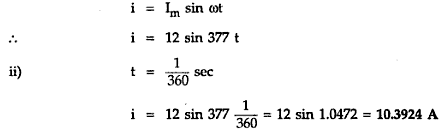 i = Iₘ sin ωt
∴ i = 12 sin 377 t
ii) t = 1/360 sec
i = 12 sin 377 1/360 = 12 sin 1.0472 = 10.3924 A